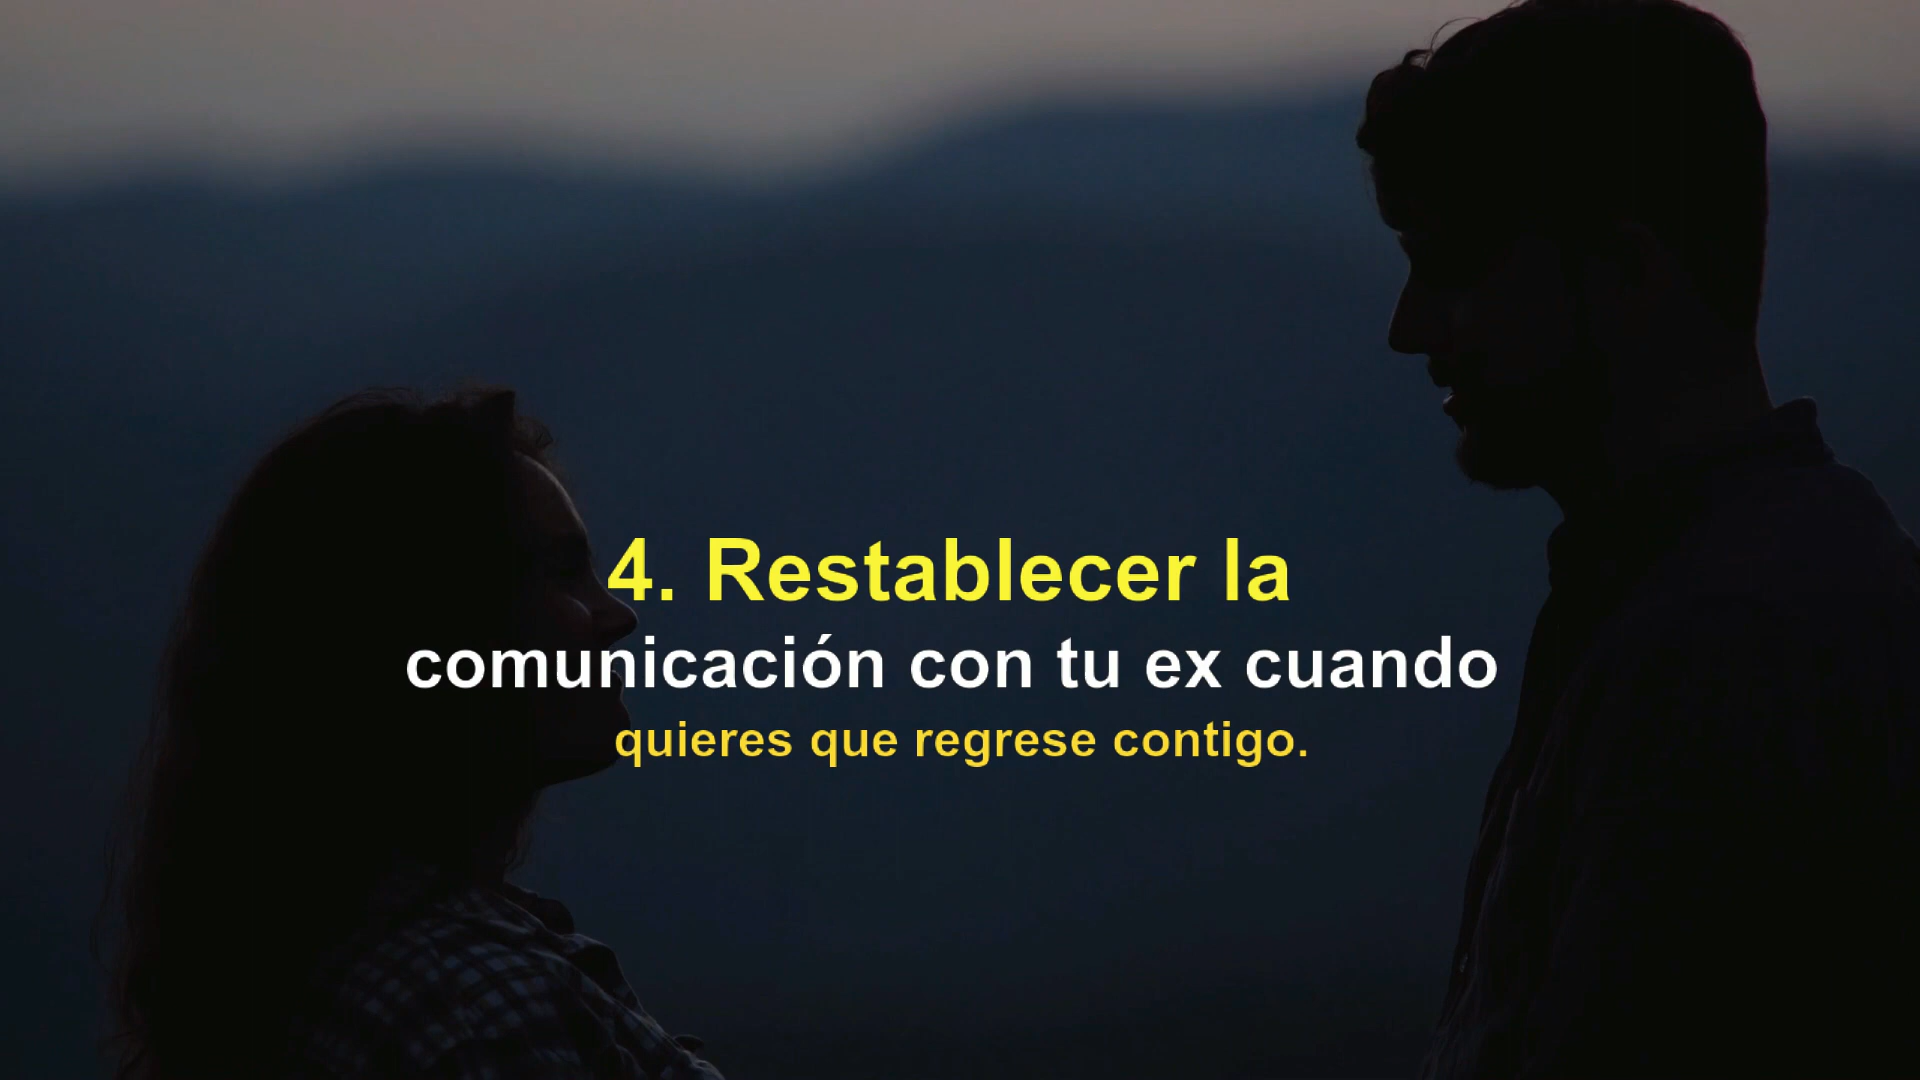 4. Restablecer la
comunicación con tu ex cuando
quieres que regrese contigo.